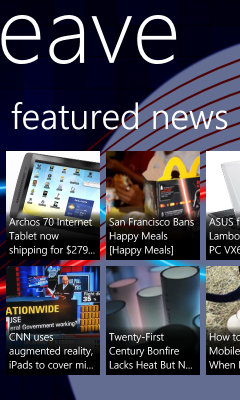 eave
featured news
Archos 70 Internet
Tablet now
shipping for $279...
San Francisco Bans
Happy Meals
[Happy Meals]
ASUS f
Lambo
PC VX6
ATIONWIDE
USE
eral Government working?
CNN uses
augmented reality,
iPads to cover mi...
Twenty-First
Century Bonfire
Lacks Heat But N...
How to
Mobile
When